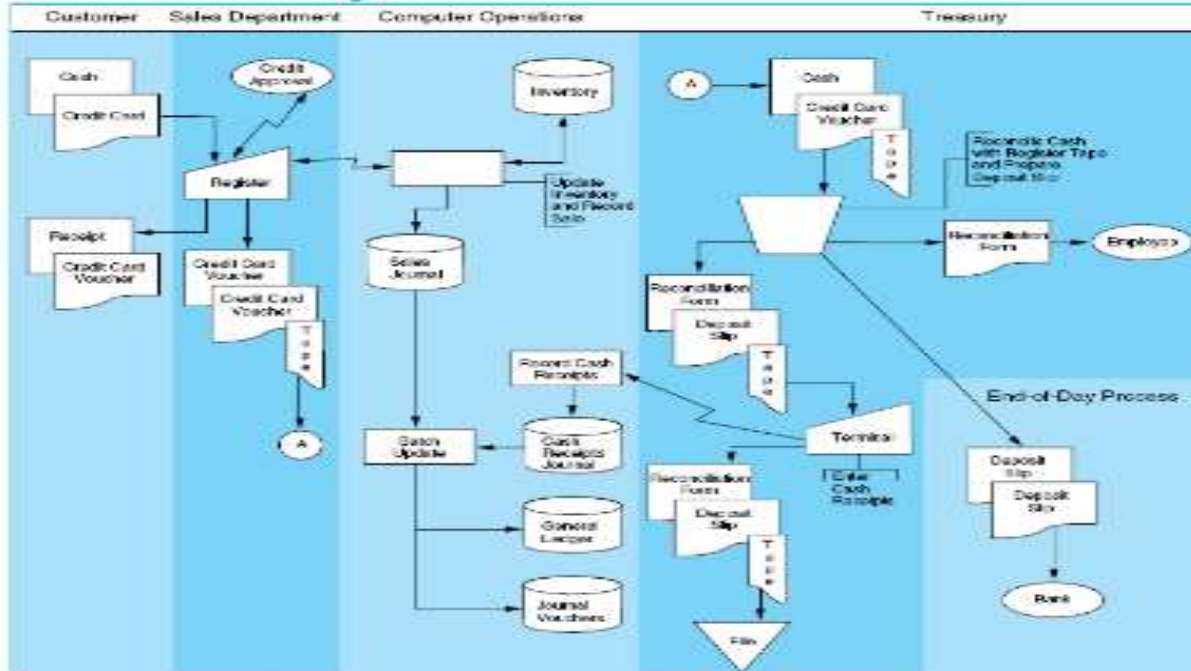 Customer
Sales Department
Computer Operations
Treasury
Cash
Credit Card
Credit
Approval
Register
Receipt
Credit Card
Voucher
Credit Card
Voucher
Credit Card
Voucher
T
a
p
e
A
Inventory
Update
Inventory
and Record
Sale
Sales
Journal
Record Cash
Receipts
Batch
Update
Cash
Receipts
Journal
General
Ledger
Journal
Vouchers
A
Cash
Credit Card
Voucher
T
a
p
e
Reconcile Cash
with Register Tape
and Prepare
Deposit Slip
Reconciliation
Form
Employee
Reconciliation
Form
Deposit
Slip
T
a
p
e
Terminal
Enter
Cash
Receipts
Reconciliation
Form
Deposit
Slip
T
a
p
e
File
End-of-Day Process
Deposit
Slip
Deposit
Slip
Bank